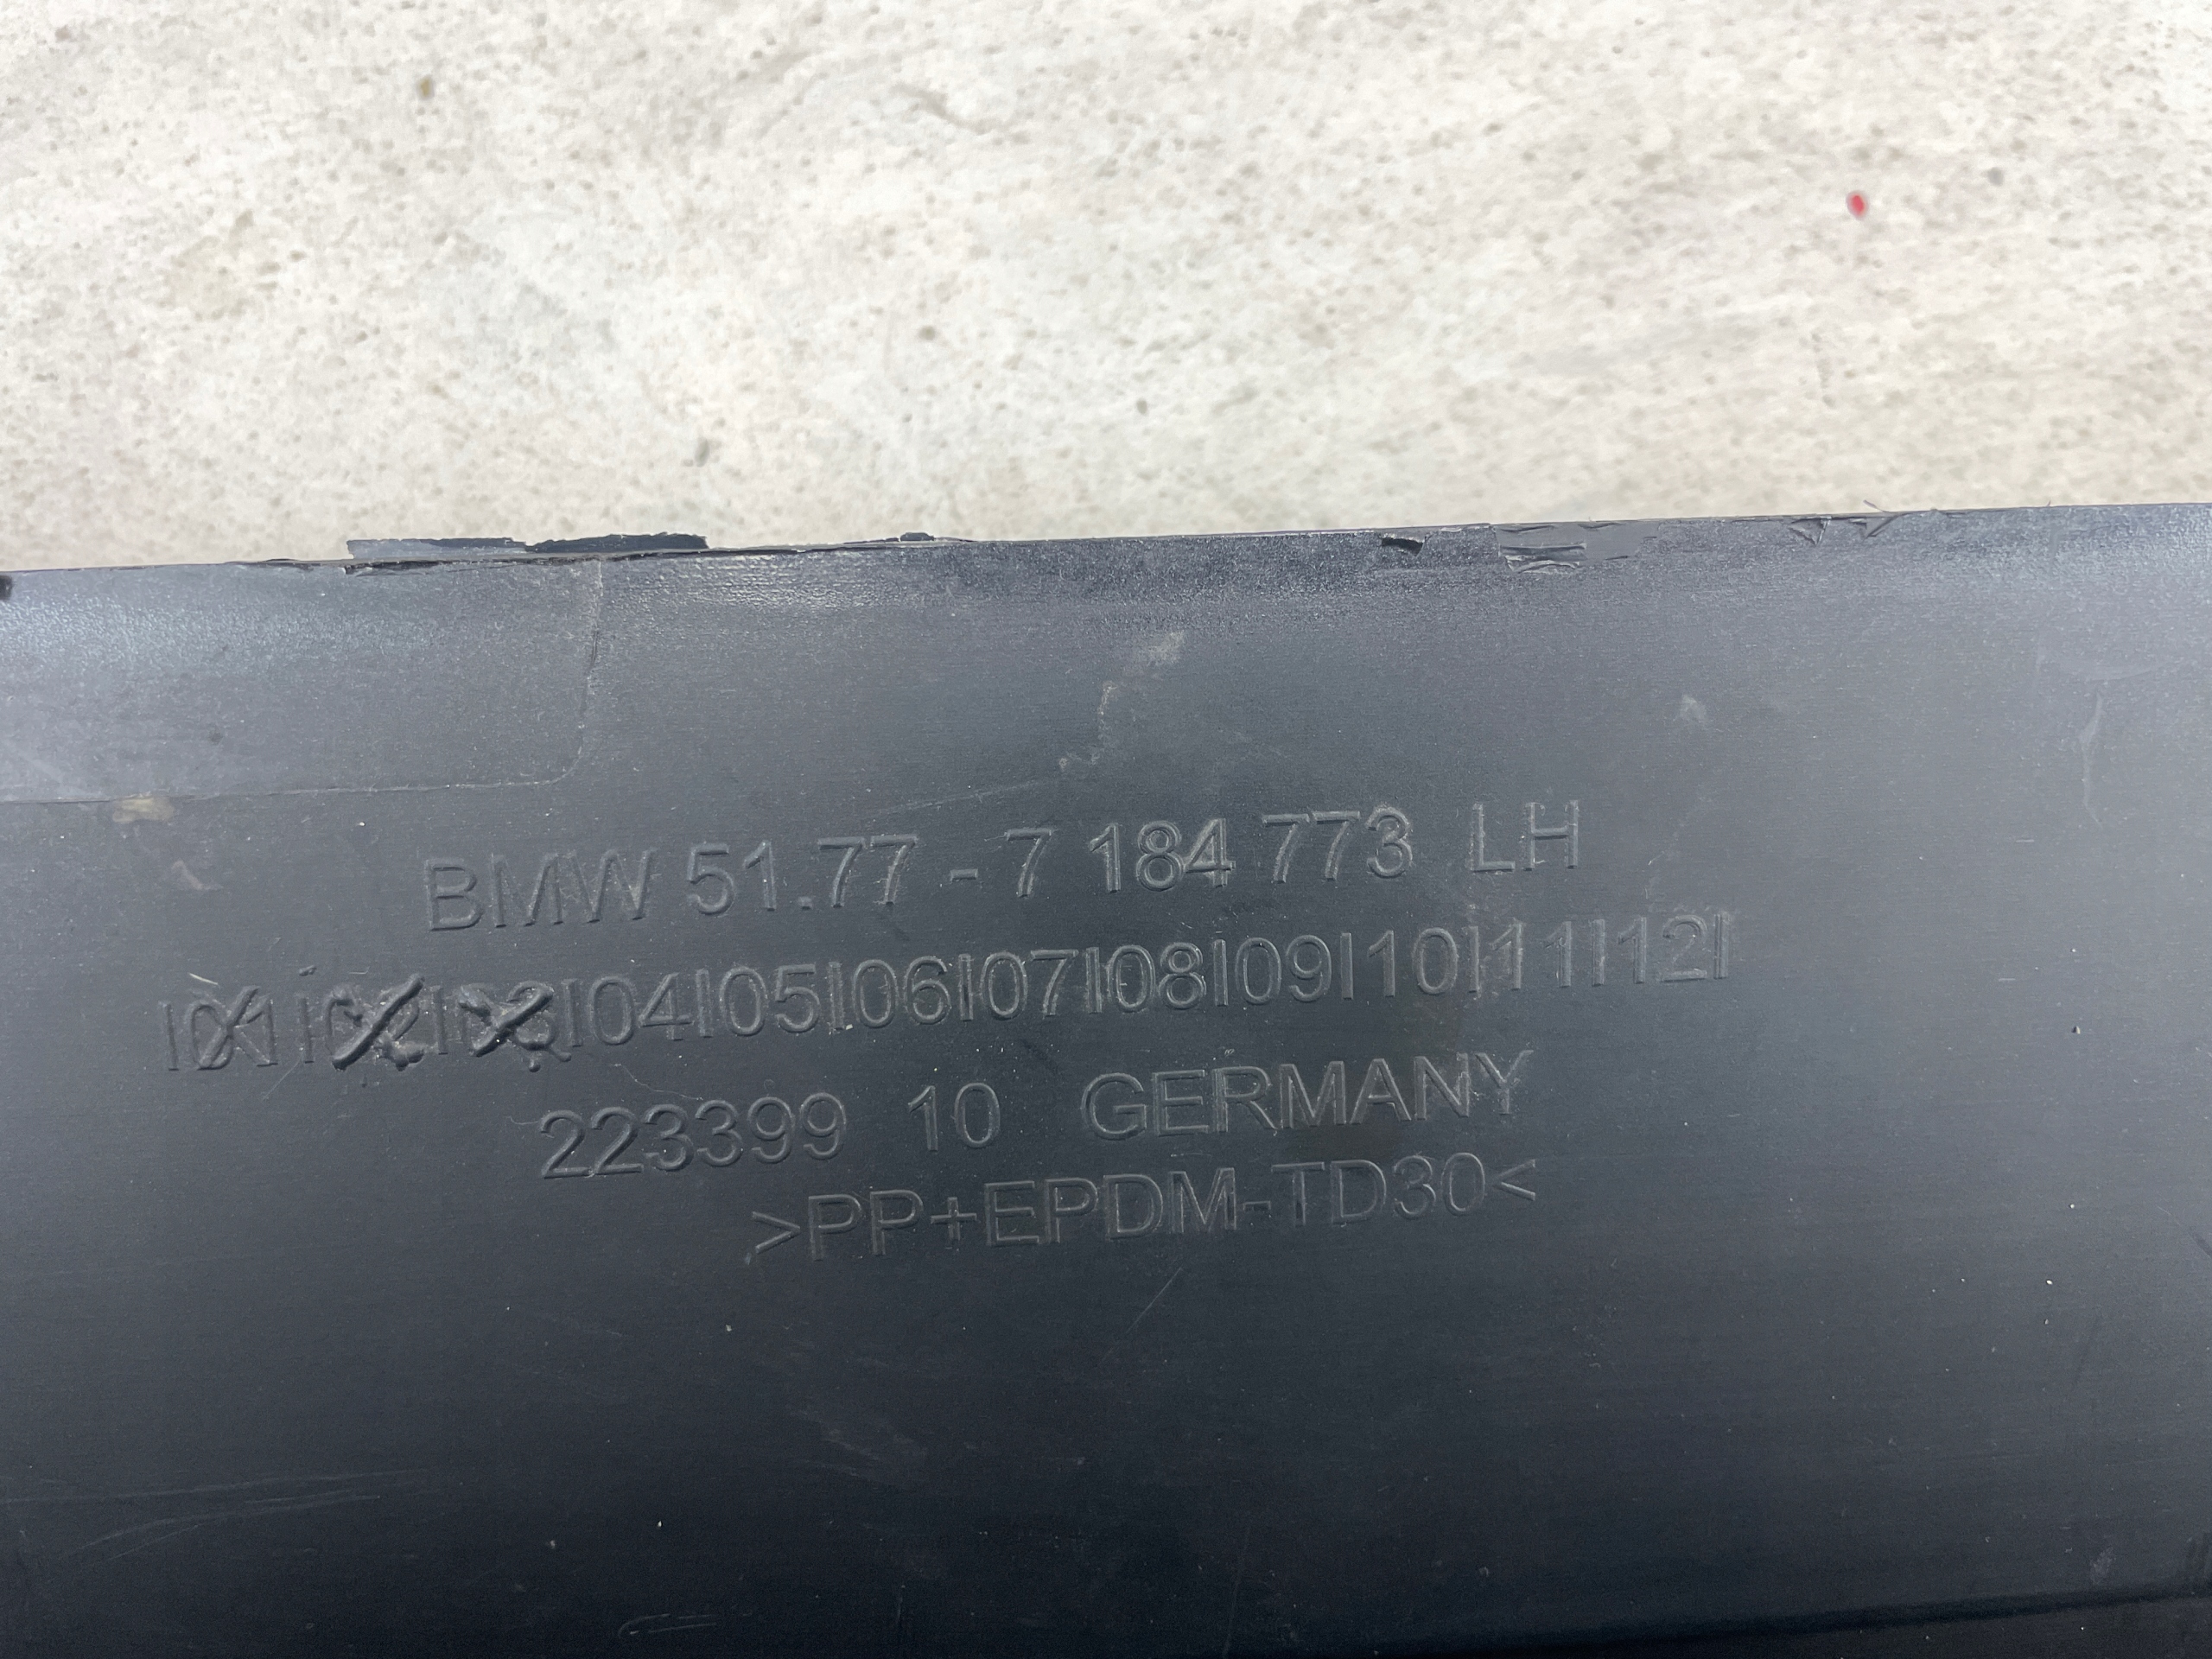 BMW 51.77 - 7 184 773 LH
|01|02|03|04|05|06|07|08|09|10|11|12|
223399 10 GERMANY
>PP+EPDM-TD30<